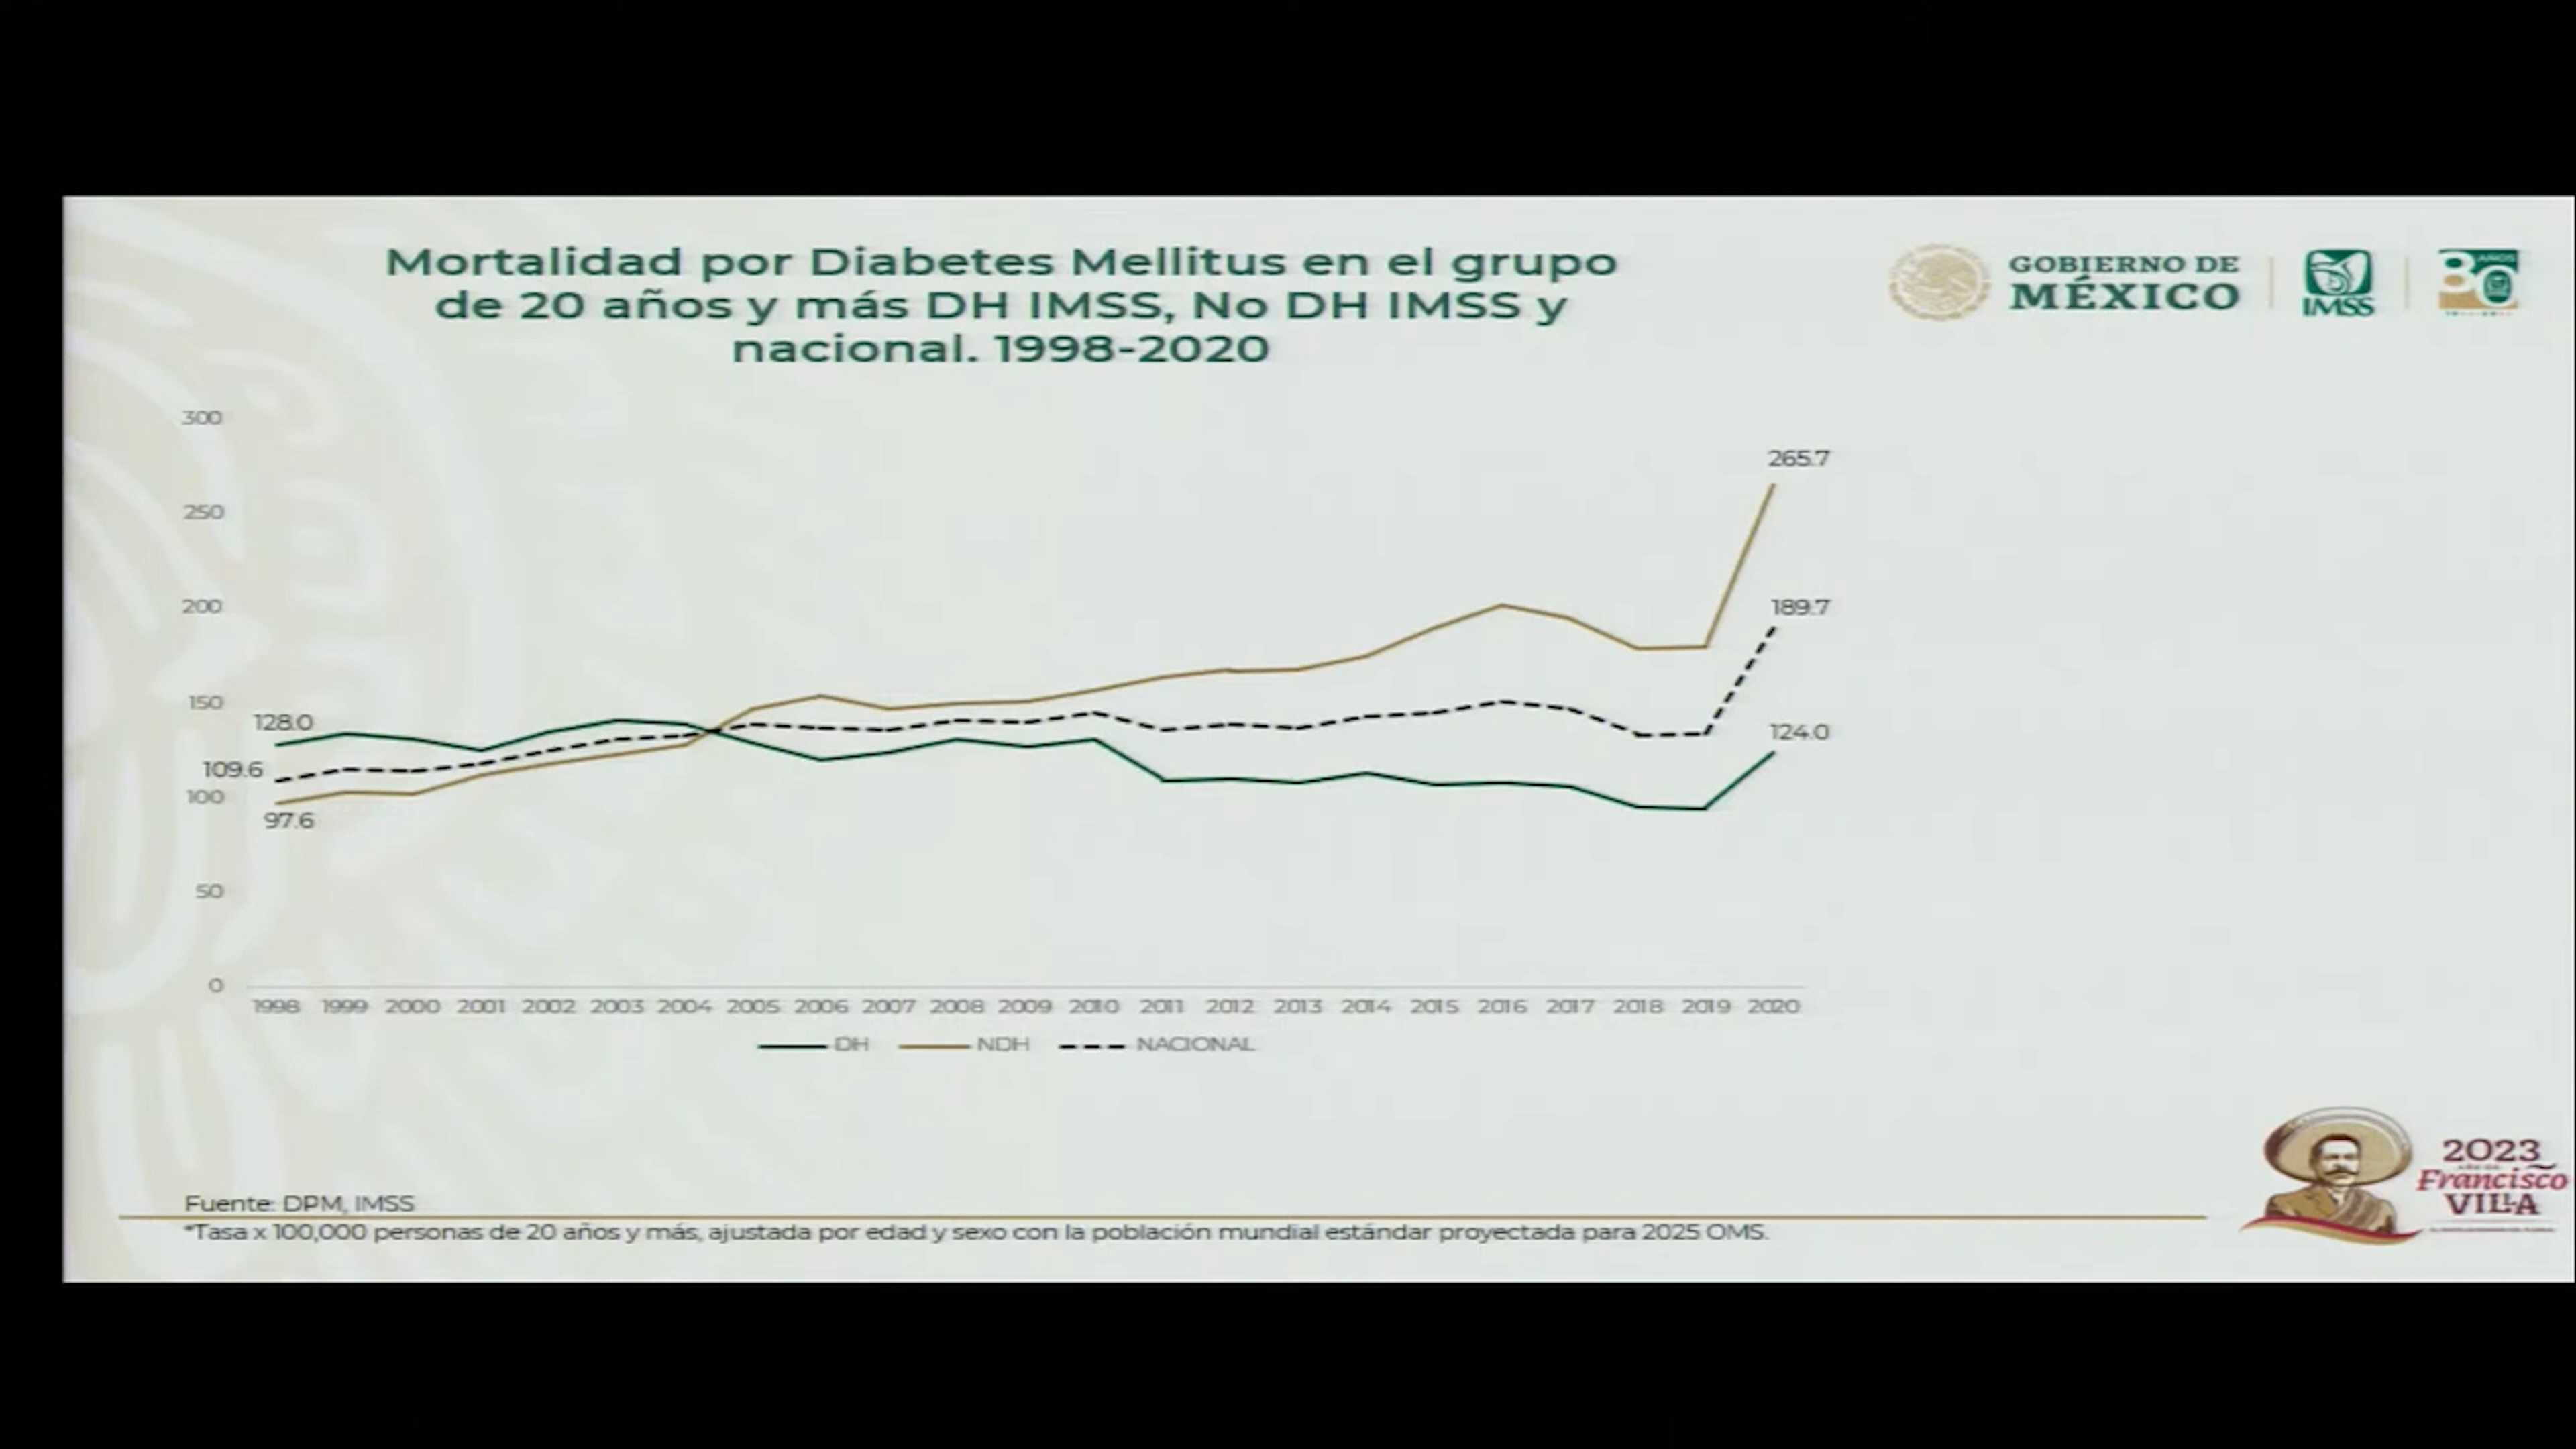 Mortalidad por Diabetes Mellitus en el grupo
de 20 años y más DH IMSS, No DH IMSS y
nacional. 1998-2020
GOBIERNO DE
MÉXICO
IMSS
AÑOS
300
250
200
150
100
50
0
265.7
189.7
124.0
128.0
109.6
97.6
1998 1999 2000 2001 2002 2003 2004 2005 2006 2007 2008 2009 2010 2011 2012 2013 2014 2015 2016 2017 2018 2019 2020
DH NDH NACIONAL
2023
Francisco
VILLA
Fuente: DPM, IMSS
*Tasa x 100,000 personas de 20 años y más, ajustada por edad y sexo con la población mundial estándar proyectada para 2025 OMS.